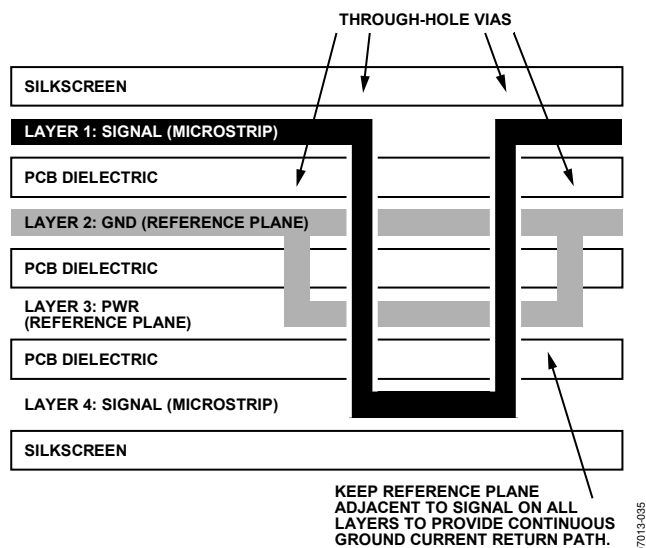 THROUGH-HOLE VIAS
SILKSCREEN
LAYER 1: SIGNAL (MICROSTRIP)
PCB DIELECTRIC
LAYER 2: GND (REFERENCE PLANE)
PCB DIELECTRIC
LAYER 3: PWR
(REFERENCE PLANE)
PCB DIELECTRIC
LAYER 4: SIGNAL (MICROSTRIP)
SILKSCREEN
KEEP REFERENCE PLANE
ADJACENT TO SIGNAL ON ALL
LAYERS TO PROVIDE CONTINUOUS
GROUND CURRENT RETURN PATH.
7013-035